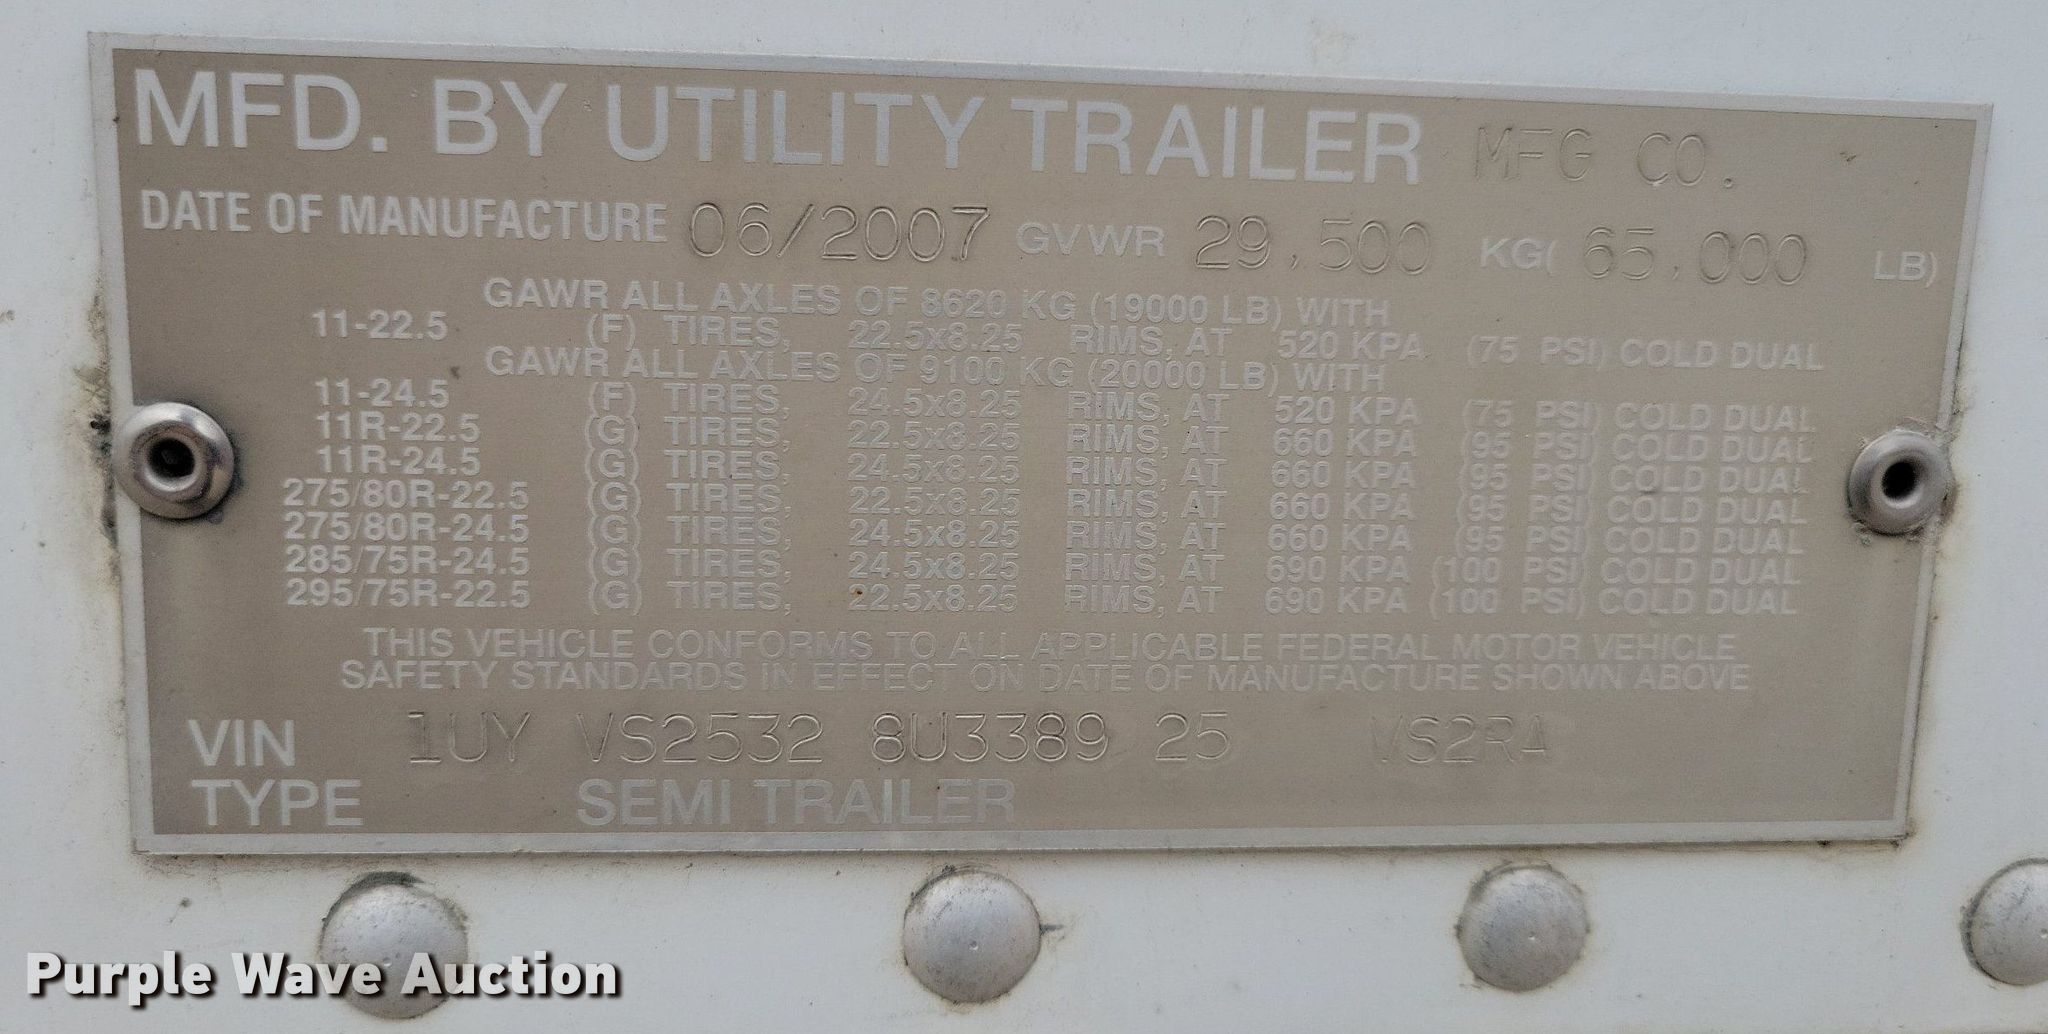 MFD. BY UTILITY TRAILER MFG CO.
DATE OF MANUFACTURE 06/2007 GVWR 29,500 KG( 65,000 LB)
GAWR ALL AXLES OF 8620 KG (19000 LB) WITH
11-22.5 (F) TIRES, 22.5x8.25 RIMS, AT 520 KPA (75 PSI) COLD DUAL
GAWR ALL AXLES OF 9100 KG (20000 LB) WITH
11-24.5 (F) TIRES, 24.5x8.25 RIMS, AT 520 KPA (75 PSI) COLD DUAL
11R-22.5 (G) TIRES, 22.5x8.25 RIMS, AT 660 KPA (95 PSI) COLD DUAL
11R-24.5 (G) TIRES, 24.5x8.25 RIMS, AT 660 KPA (95 PSI) COLD DUAL
275/80R-22.5 (G) TIRES, 22.5x8.25 RIMS, AT 660 KPA (95 PSI) COLD DUAL
275/80R-24.5 (G) TIRES, 24.5x8.25 RIMS, AT 660 KPA (95 PSI) COLD DUAL
285/75R-24.5 (G) TIRES, 24.5x8.25 RIMS, AT 690 KPA (100 PSI) COLD DUAL
295/75R-22.5 (G) TIRES, 22.5x8.25 RIMS, AT 690 KPA (100 PSI) COLD DUAL
THIS VEHICLE CONFORMS TO ALL APPLICABLE FEDERAL MOTOR VEHICLE
SAFETY STANDARDS IN EFFECT ON DATE OF MANUFACTURE SHOWN ABOVE
VIN 1UY VS2532 8U3389 25 VS2RA
TYPE SEMI TRAILER
Purple Wave Auction